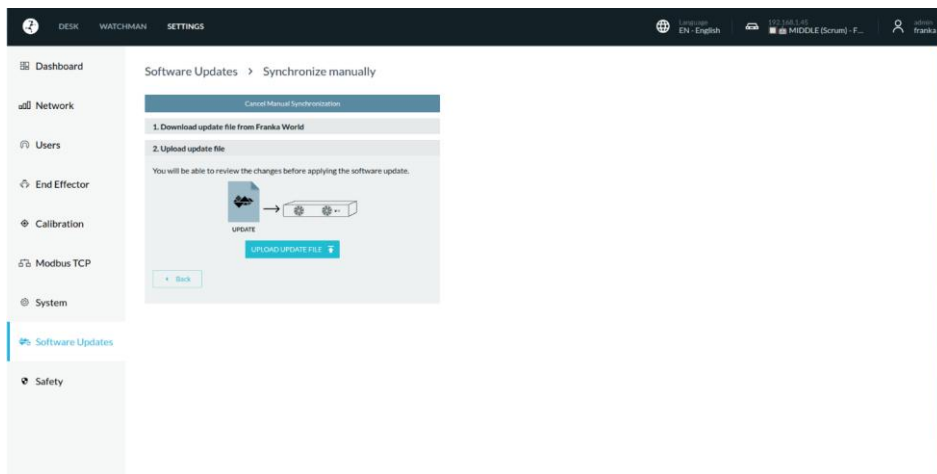 DESK WATCHMAN SETTINGS
Language
EN - English
192.168.1.45
MIDDLE (Scrum) - F...
admin
franka
Dashboard
Network
Users
End Effector
Calibration
Modbus TCP
System
Software Updates
Safety
Software Updates > Synchronize manually
Cancel Manual Synchronization
1. Download update file from Franka World
2. Upload update file
You will be able to review the changes before applying the software update.
UPDATE
UPLOAD UPDATE FILE
Back